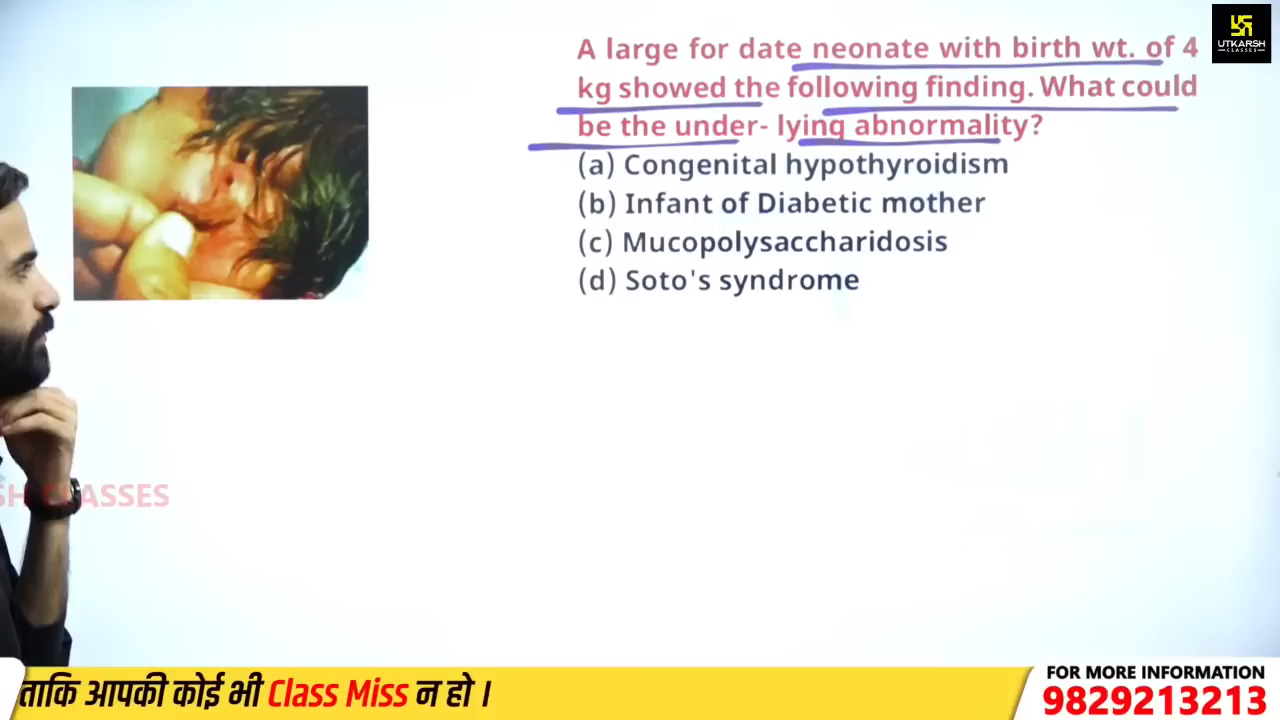 UTKARSH
CLASSES
A large for date neonate with birth wt. of 4
kg showed the following finding. What could
be the under- lying abnormality?
(a) Congenital hypothyroidism
(b) Infant of Diabetic mother
(c) Mucopolysaccharidosis
(d) Soto's syndrome
SH CLASSES
ताकि आपकी कोई भी Class Miss न हो ।
FOR MORE INFORMATION
9829213213